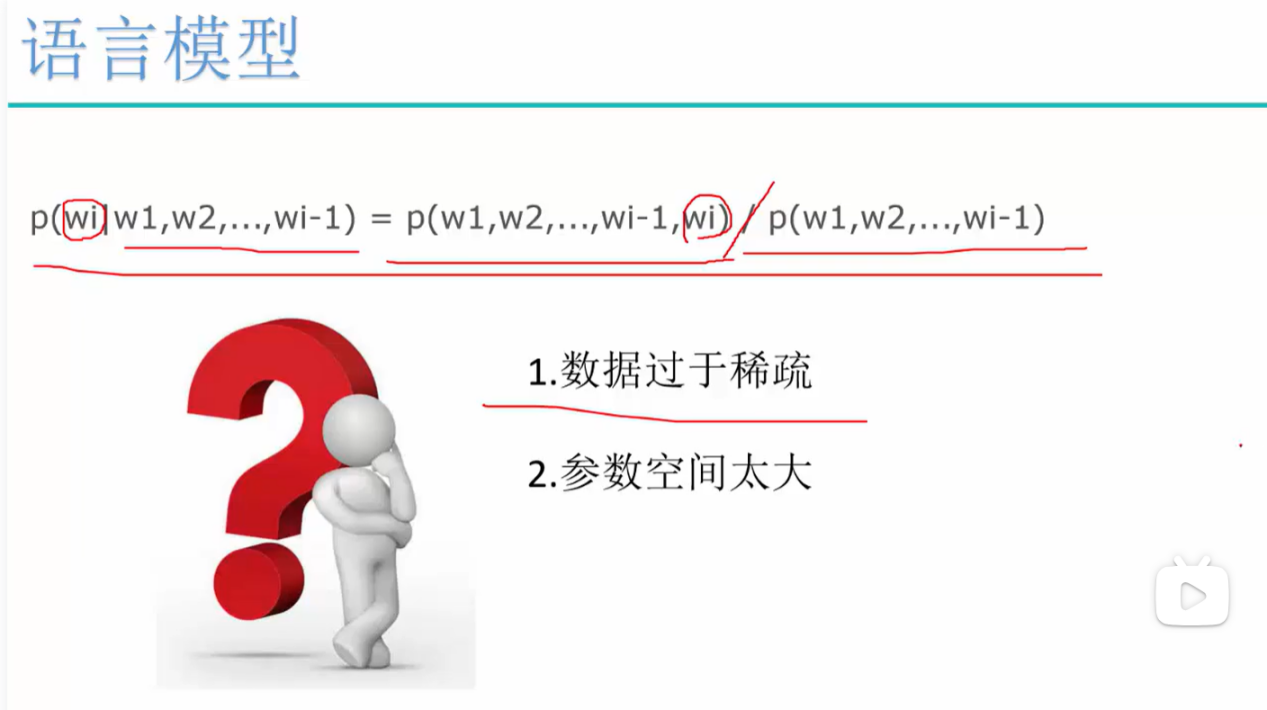 语言模型
p(wi|w1,w2,...,wi-1) = p(w1,w2,...,wi-1,wi) / p(w1,w2,...,wi-1)
1.数据过于稀疏
2.参数空间太大